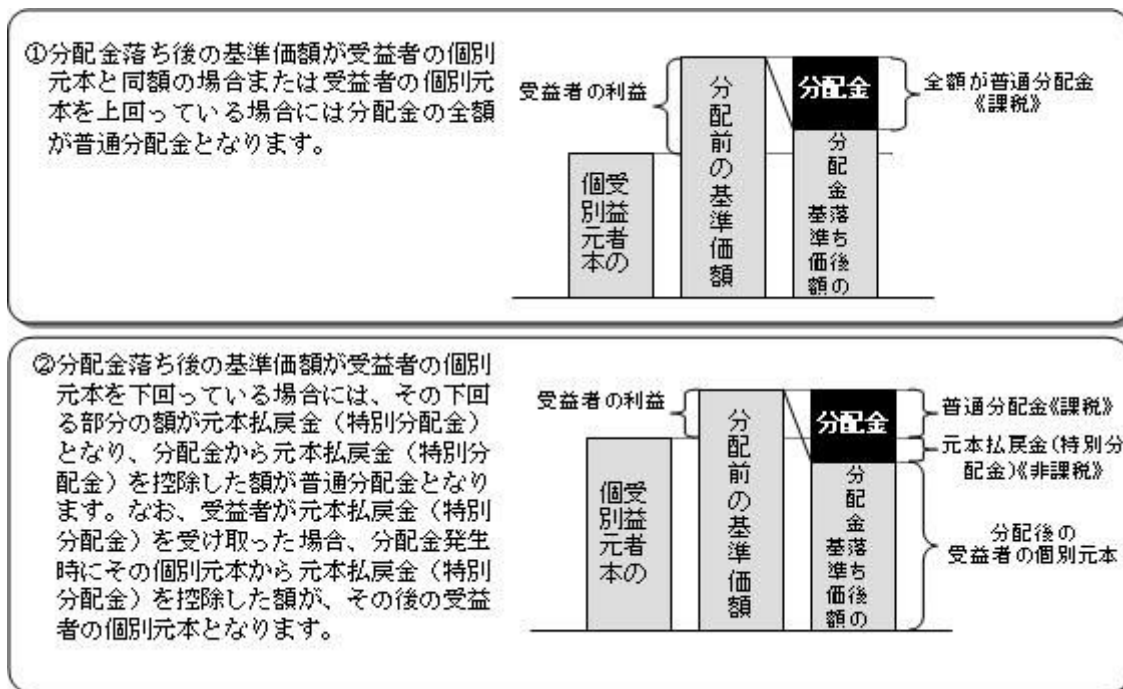 ①分配金落ち後の基準価額が受益者の個別
元本と同額の場合または受益者の個別元
本を上回っている場合には分配金の全額
が普通分配金となります。
受益者の利益
受益者の
個別元本
分配前の基準価額
分配金
分配金落ち後の
基準価額
全額が普通分配金
《課税》
②分配金落ち後の基準価額が受益者の個別
元本を下回っている場合には、その下回
る部分の額が元本払戻金（特別分配金）
となり、分配金から元本払戻金（特別分
配金）を控除した額が普通分配金となり
ます。なお、受益者が元本払戻金（特別
分配金）を受け取った場合、分配金発生
時にその個別元本から元本払戻金（特別
分配金）を控除した額が、その後の受益
者の個別元本となります。
受益者の利益
受益者の
個別元本
分配前の基準価額
分配金
分配金落ち後の
基準価額
普通分配金《課税》
元本払戻金(特別分
配金)《非課税》
分配後の
受益者の個別元本